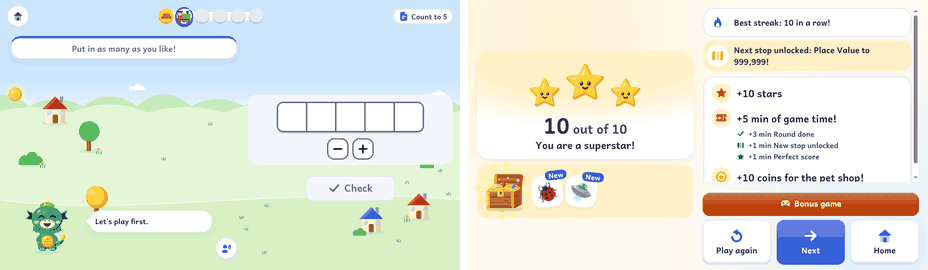 Count to 5
Put in as many as you like!
Check
Let's play first.
10 out of 10
You are a superstar!
New
New
Best streak: 10 in a row!
Next stop unlocked: Place Value to
999,999!
+10 stars
+5 min of game time!
+3 min Round done
+1 min New stop unlocked
+1 min Perfect score
+10 coins for the pet shop!
Bonus game
Play again
Next
Home